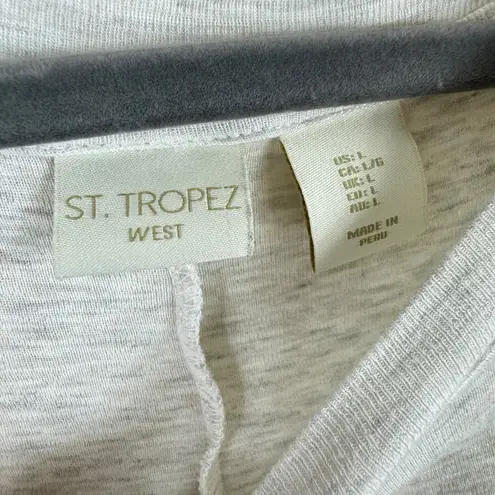 ST. TROPEZ
WEST
US: L
CA: L/G
UK: L
EU: L
AU: L
MADE IN
PERU